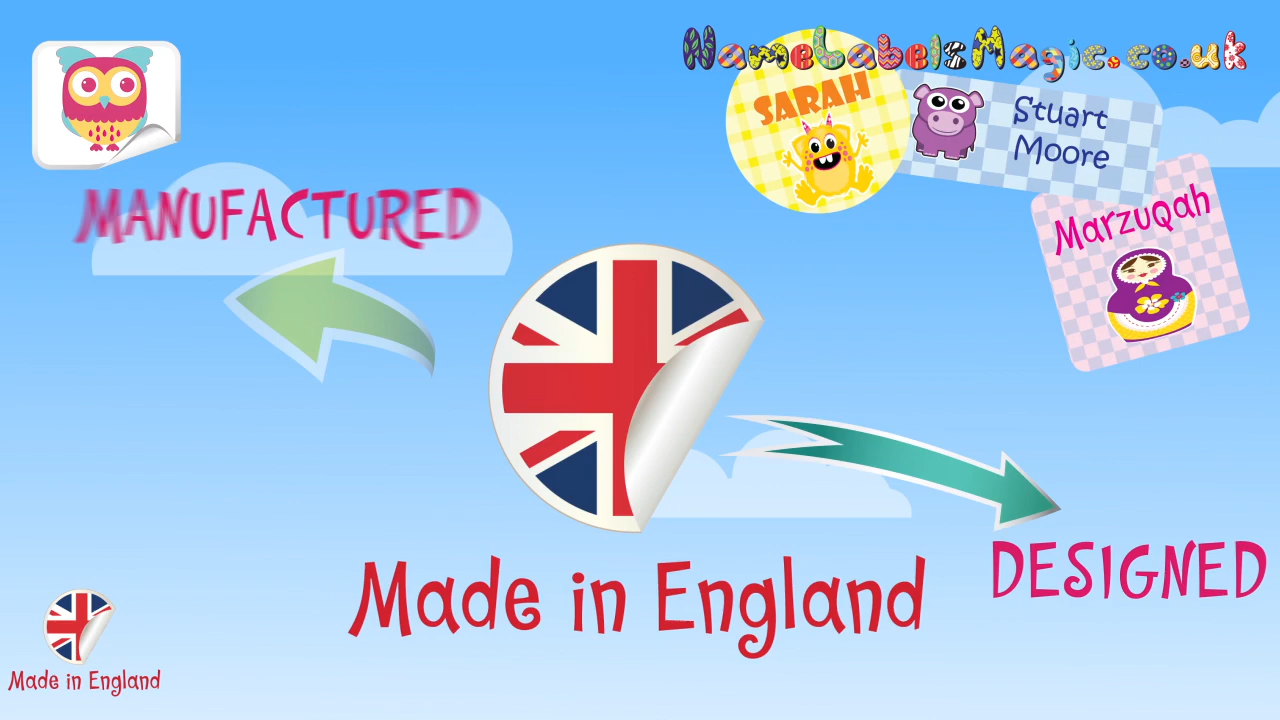 NameLabelsMagic.co.uk
SARAH
Stuart
Moore
Marzuqah
MANUFACTURED
Made in England
DESIGNED
Made in England